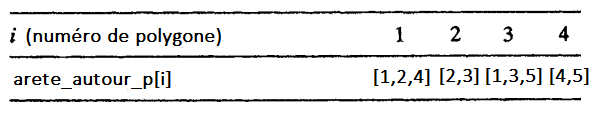 i (numéro de polygone) 1 2 3 4
arete_autour_p[i] [1,2,4] [2,3] [1,3,5] [4,5]